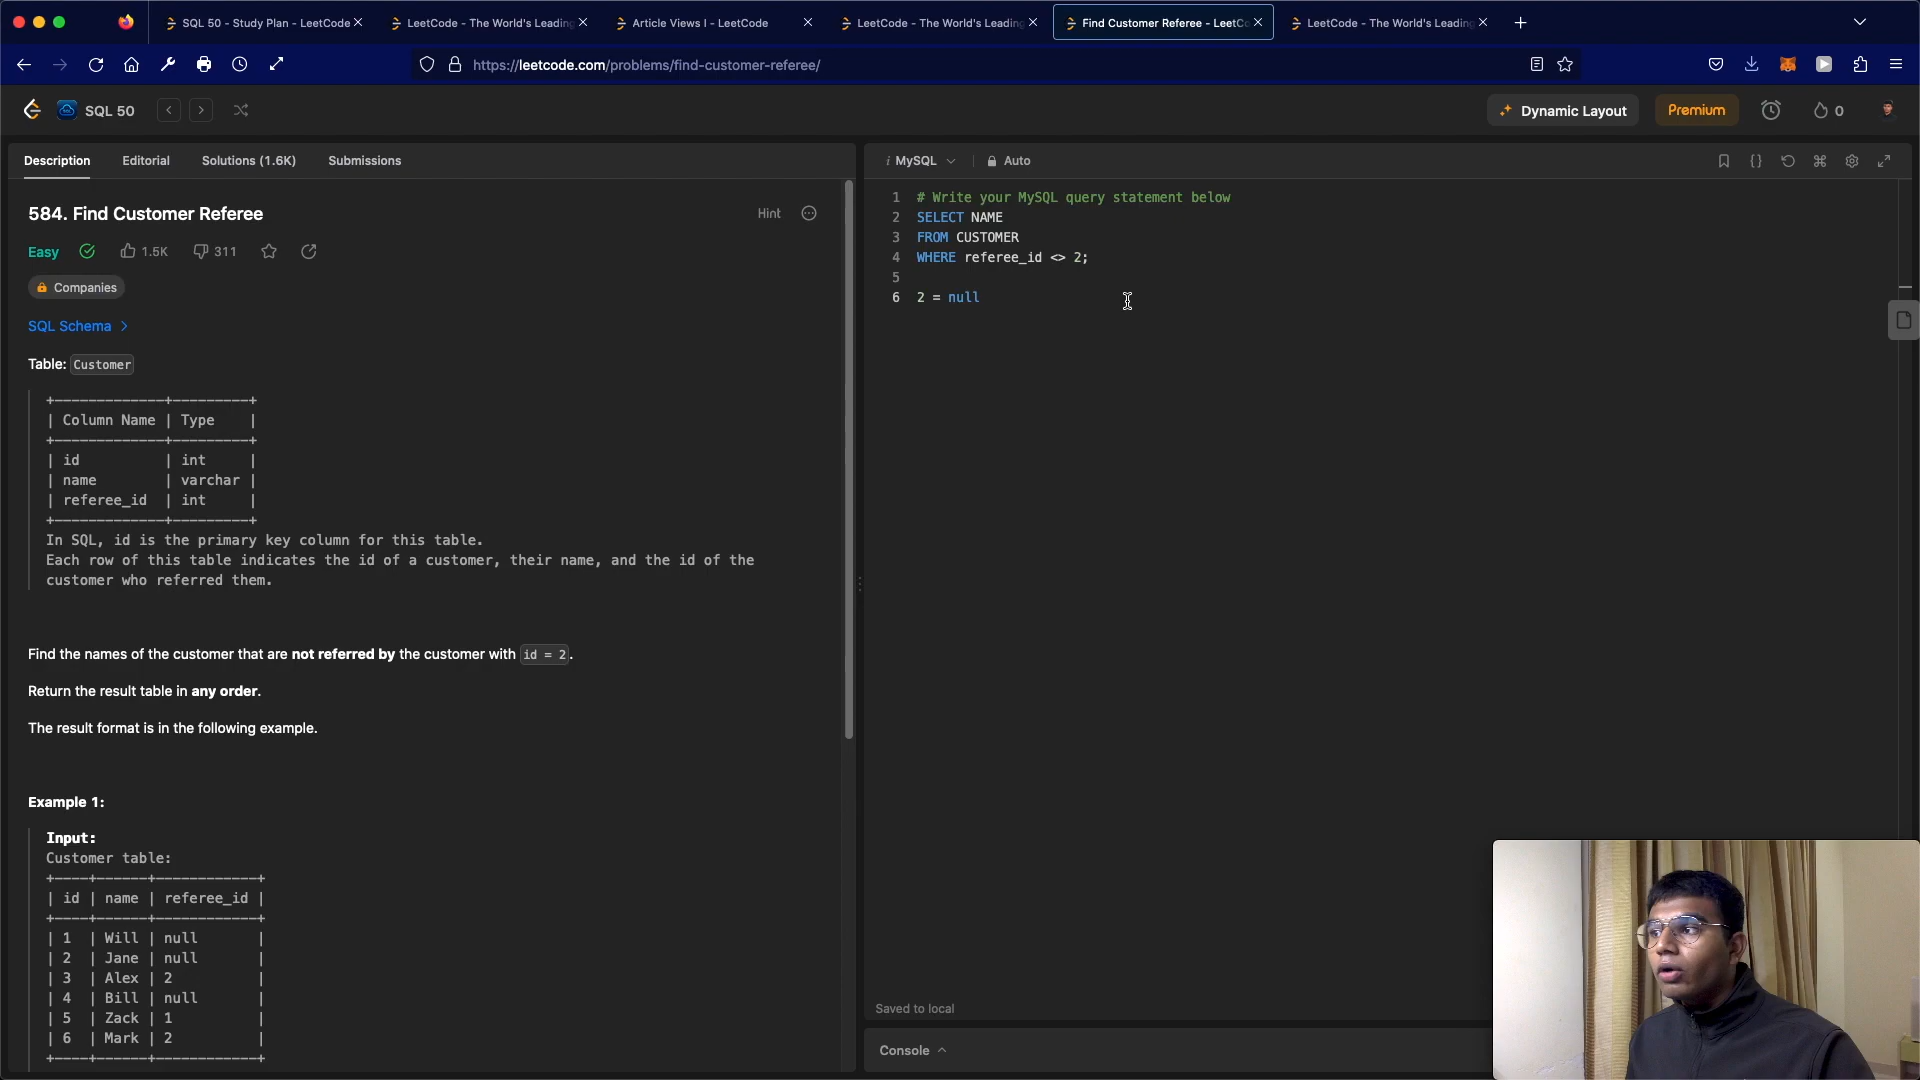 SQL 50 - Study Plan - LeetCode
LeetCode - The World's Leading
Article Views I - LeetCode
LeetCode - The World's Leading
Find Customer Referee - LeetCo
LeetCode - The World's Leading
https://leetcode.com/problems/find-customer-referee/
SQL 50
Dynamic Layout
Premium
0
Description
Editorial
Solutions (1.6K)
Submissions
584. Find Customer Referee
Hint
Easy
1.5K
311
Companies
SQL Schema
Table: Customer
+-------------+---------+
| Column Name | Type    |
+-------------+---------+
| id          | int     |
| name        | varchar |
| referee_id  | int     |
+-------------+---------+
In SQL, id is the primary key column for this table.
Each row of this table indicates the id of a customer, their name, and the id of the
customer who referred them.
Find the names of the customer that are not referred by the customer with id = 2.
Return the result table in any order.
The result format is in the following example.
Example 1:
Input:
Customer table:
+----+------+------------+
| id | name | referee_id |
+----+------+------------+
| 1  | Will | null       |
| 2  | Jane | null       |
| 3  | Alex | 2          |
| 4  | Bill | null       |
| 5  | Zack | 1          |
| 6  | Mark | 2          |
+----+------+------------+
i MySQL
Auto
1 # Write your MySQL query statement below
2 SELECT NAME
3 FROM CUSTOMER
4 WHERE referee_id <> 2;
5
6 2 = null
Saved to local
Console